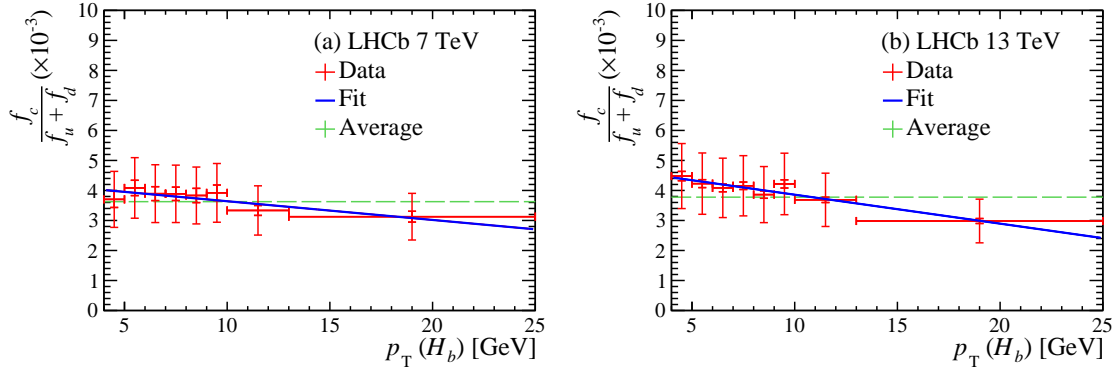 (a) LHCb 7 TeV
Data
Fit
Average
f_c / (f_u + f_d) (×10⁻³)
10
9
8
7
6
5
4
3
2
1
0
5 10 15 20 25
p_T (H_b) [GeV]
(b) LHCb 13 TeV
Data
Fit
Average
f_c / (f_u + f_d) (×10⁻³)
10
9
8
7
6
5
4
3
2
1
0
5 10 15 20 25
p_T (H_b) [GeV]